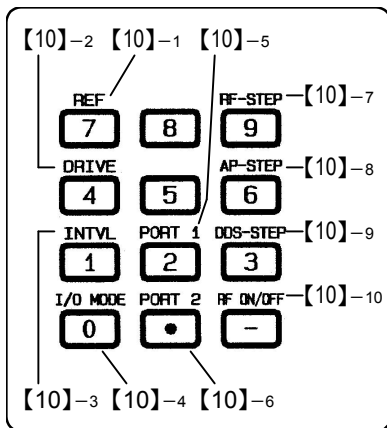 【10】−2 【10】−1 【10】−5
REF RF-STEP 【10】−7
7 8 9
DRIVE AP-STEP 【10】−8
4 5 6
INTVL PORT 1 DDS-STEP 【10】−9
1 2 3
I/O MODE PORT 2 RF ON/OFF 【10】−10
0 • −
【10】−3 【10】−4 【10】−6